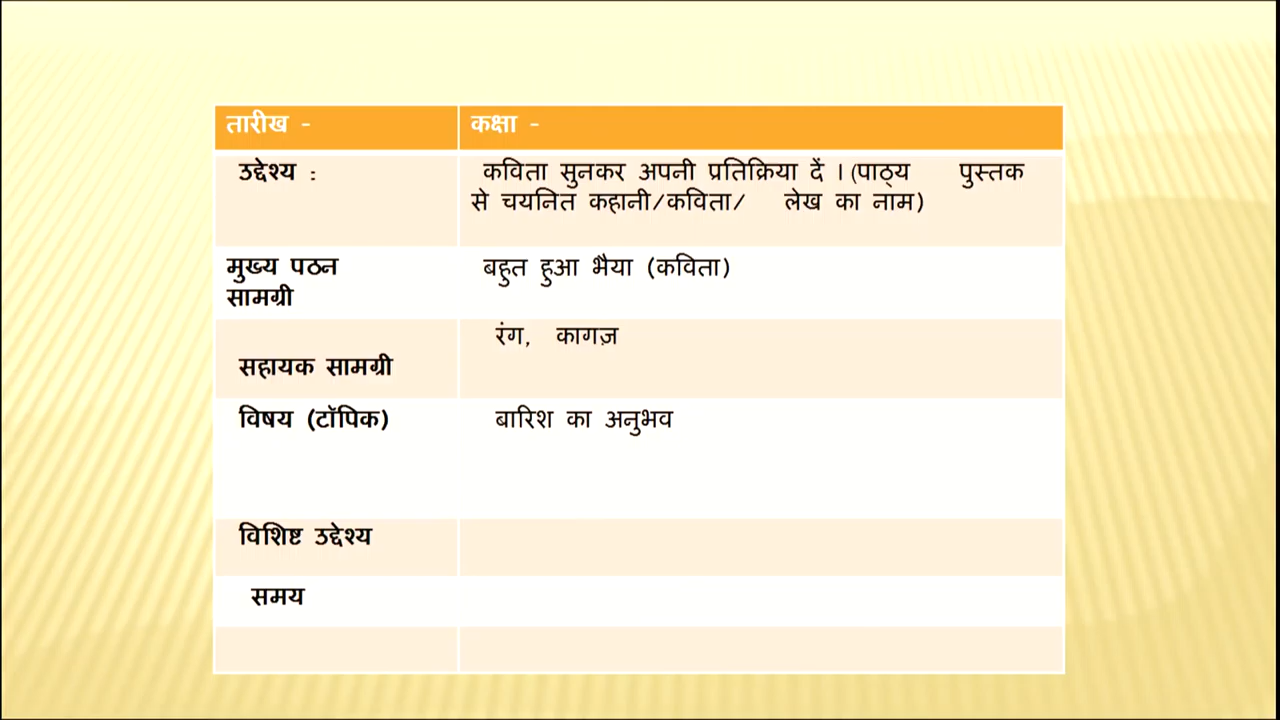 तारीख -
कक्षा -
उद्देश्य :
कविता सुनकर अपनी प्रतिक्रिया दें । (पाठ्य पुस्तक
से चयनित कहानी/कविता/ लेख का नाम)
मुख्य पठन
सामग्री
बहुत हुआ भैया (कविता)
सहायक सामग्री
रंग, कागज़
विषय (टॉपिक)
बारिश का अनुभव
विशिष्ट उद्देश्य
समय